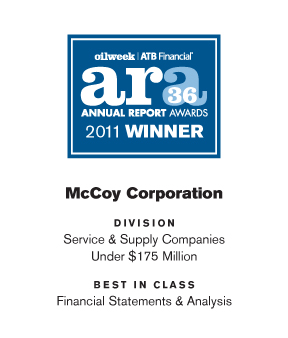 oilweek | ATB Financial
ara
36
ANNUAL REPORT AWARDS
2011 WINNER
McCoy Corporation
DIVISION
Service & Supply Companies
Under $175 Million
BEST IN CLASS
Financial Statements & Analysis